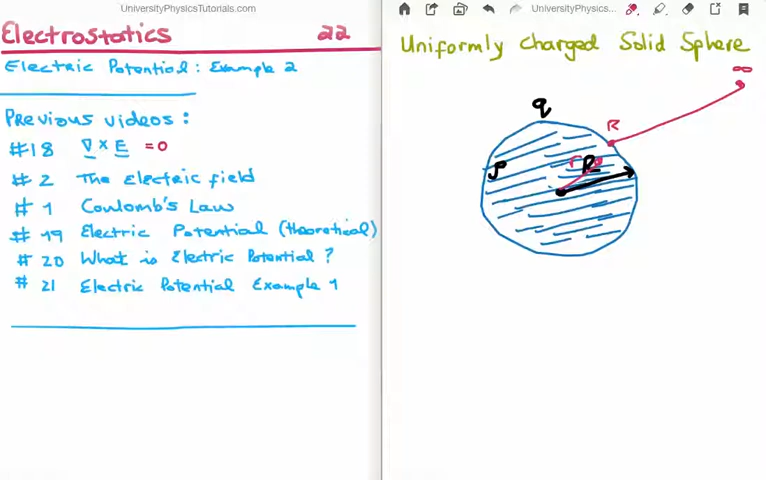 UniversityPhysicsTutorials.com
Electrostatics 22
Electric Potential: Example 2
Previous videos:
#18 ∇ × E = 0
# 2 The Electric field
# 1 Coulomb's Law
# 19 Electric Potential (theoretical)
# 20 What is Electric Potential?
# 21 Electric Potential Example 1
UniversityPhysics...
Uniformly Charged Solid Sphere
∞
q
R
ρ
r
R